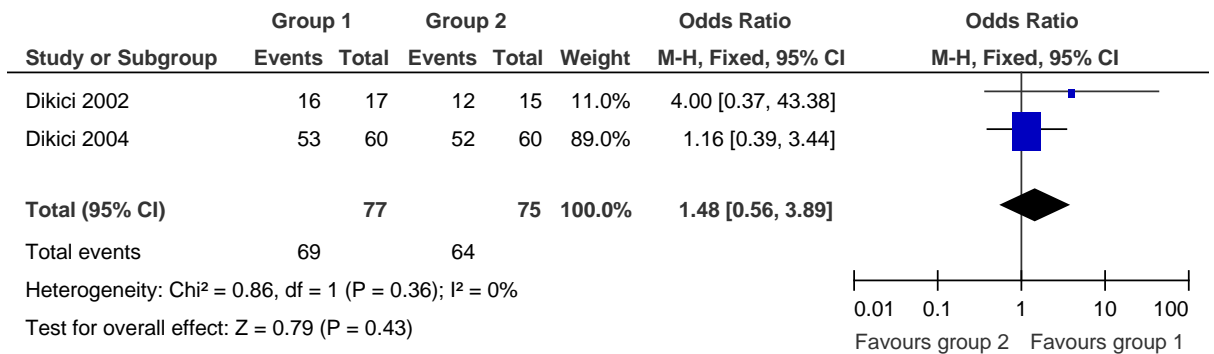 Group 1 Group 2 Odds Ratio Odds Ratio
Study or Subgroup Events Total Events Total Weight M-H, Fixed, 95% CI M-H, Fixed, 95% CI
Dikici 2002 16 17 12 15 11.0% 4.00 [0.37, 43.38]
Dikici 2004 53 60 52 60 89.0% 1.16 [0.39, 3.44]
Total (95% CI) 77 75 100.0% 1.48 [0.56, 3.89]
Total events 69 64
Heterogeneity: Chi² = 0.86, df = 1 (P = 0.36); I² = 0%
Test for overall effect: Z = 0.79 (P = 0.43)
0.01 0.1 1 10 100
Favours group 2 Favours group 1